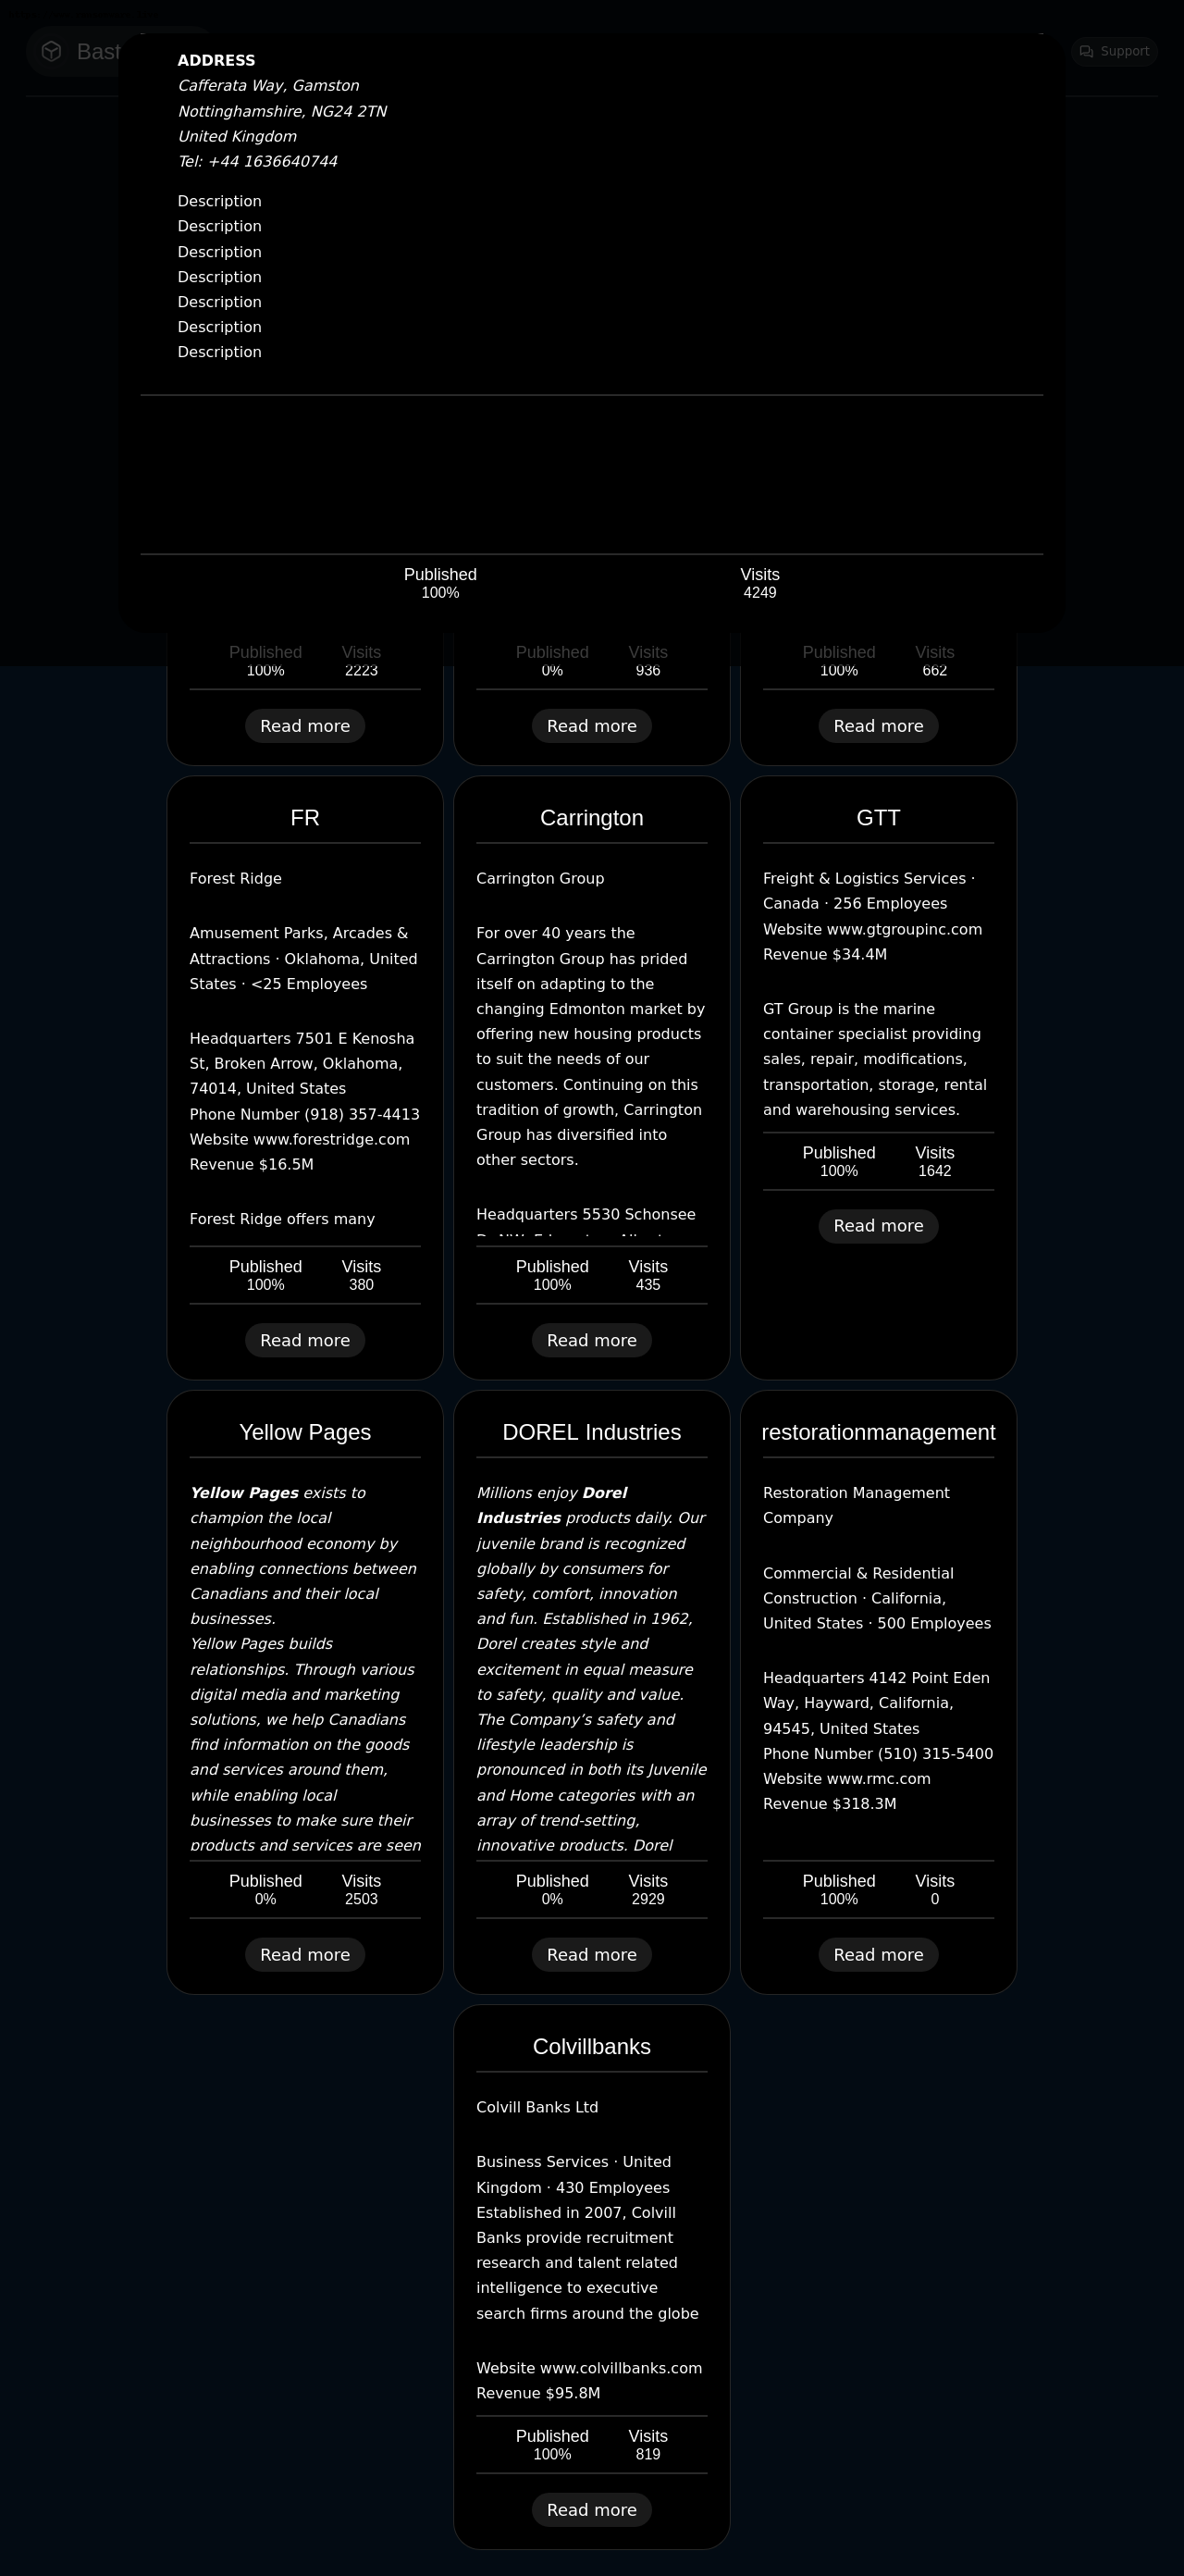 Bast
Support
ADDRESS
Cafferata Way, Gamston
Nottinghamshire, NG24 2TN
United Kingdom
Tel: +44 1636640744
Description
Description
Description
Description
Description
Description
Description
Published Visits
100% 4249
Published Visits
100% 2223
Published Visits
0% 936
Published Visits
100% 662
Read more
Read more
Read more
FR
Forest Ridge
Amusement Parks, Arcades &
Attractions · Oklahoma, United
States · <25 Employees
Headquarters 7501 E Kenosha
St, Broken Arrow, Oklahoma,
74014, United States
Phone Number (918) 357-4413
Website www.forestridge.com
Revenue $16.5M
Forest Ridge offers many
Published Visits
100% 380
Read more
Carrington
Carrington Group
For over 40 years the
Carrington Group has prided
itself on adapting to the
changing Edmonton market by
offering new housing products
to suit the needs of our
customers. Continuing on this
tradition of growth, Carrington
Group has diversified into
other sectors.
Headquarters 5530 Schonsee
Published Visits
100% 435
Read more
GTT
Freight & Logistics Services ·
Canada · 256 Employees
Website www.gtgroupinc.com
Revenue $34.4M
GT Group is the marine
container specialist providing
sales, repair, modifications,
transportation, storage, rental
and warehousing services.
Published Visits
100% 1642
Read more
Yellow Pages
Yellow Pages exists to
champion the local
neighbourhood economy by
enabling connections between
Canadians and their local
businesses.
Yellow Pages builds
relationships. Through various
digital media and marketing
solutions, we help Canadians
find information on the goods
and services around them,
while enabling local
businesses to make sure their
products and services are seen
Published Visits
0% 2503
Read more
DOREL Industries
Millions enjoy Dorel
Industries products daily. Our
juvenile brand is recognized
globally by consumers for
safety, comfort, innovation
and fun. Established in 1962,
Dorel creates style and
excitement in equal measure
to safety, quality and value.
The Company’s safety and
lifestyle leadership is
pronounced in both its Juvenile
and Home categories with an
array of trend-setting,
innovative products. Dorel
Published Visits
0% 2929
Read more
restorationmanagement
Restoration Management
Company
Commercial & Residential
Construction · California,
United States · 500 Employees
Headquarters 4142 Point Eden
Way, Hayward, California,
94545, United States
Phone Number (510) 315-5400
Website www.rmc.com
Revenue $318.3M
Published Visits
100% 0
Read more
Colvillbanks
Colvill Banks Ltd
Business Services · United
Kingdom · 430 Employees
Established in 2007, Colvill
Banks provide recruitment
research and talent related
intelligence to executive
search firms around the globe
Website www.colvillbanks.com
Revenue $95.8M
Published Visits
100% 819
Read more